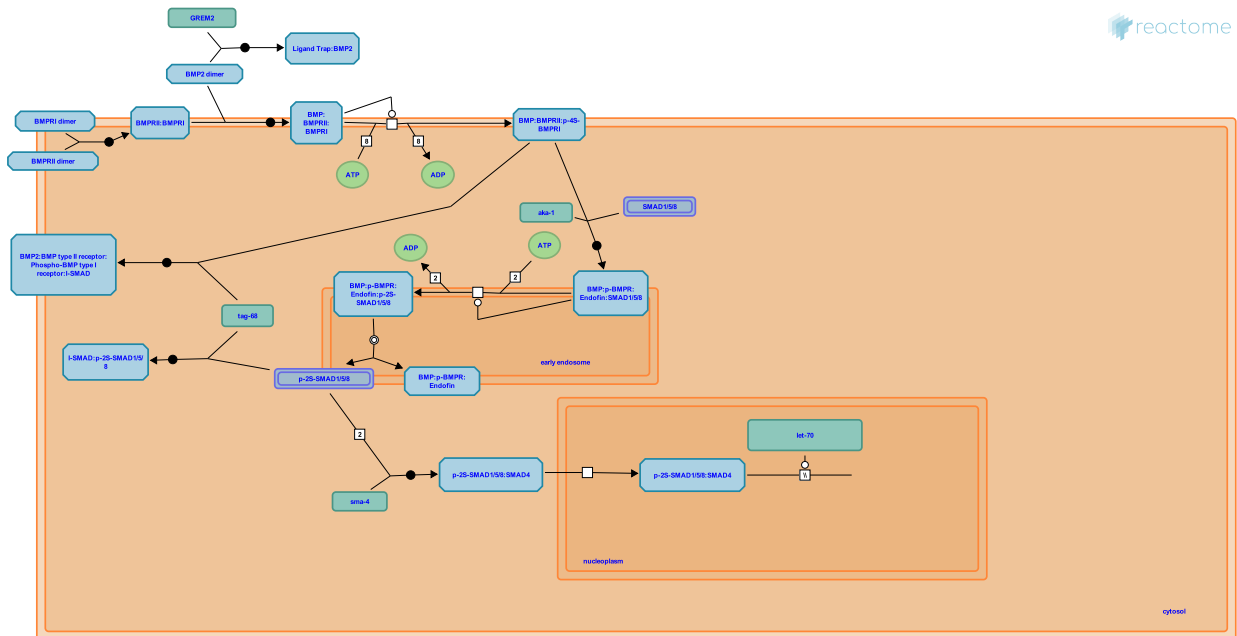 GREM2
reactome
Ligand Trap:BMP2
BMP2 dimer
BMPRI dimer
BMPRII:BMPRI
BMP:
BMPRII:
BMPRI
BMP:BMPRII:p-4S-
BMPRI
BMPRII dimer
8
8
ATP
ADP
aka-1
SMAD1/5/8
BMP2:BMP type II receptor:
Phospho-BMP type I
receptor:I-SMAD
ADP
ATP
2
2
BMP:p-BMPR:
Endofin:p-2S-
SMAD1/5/8
BMP:p-BMPR:
Endofin:SMAD1/5/8
tag-68
I-SMAD:p-2S-SMAD1/5/
8
early endosome
p-2S-SMAD1/5/8
BMP:p-BMPR:
Endofin
2
let-70
p-2S-SMAD1/5/8:SMAD4
p-2S-SMAD1/5/8:SMAD4
\\
sma-4
nucleoplasm
cytosol